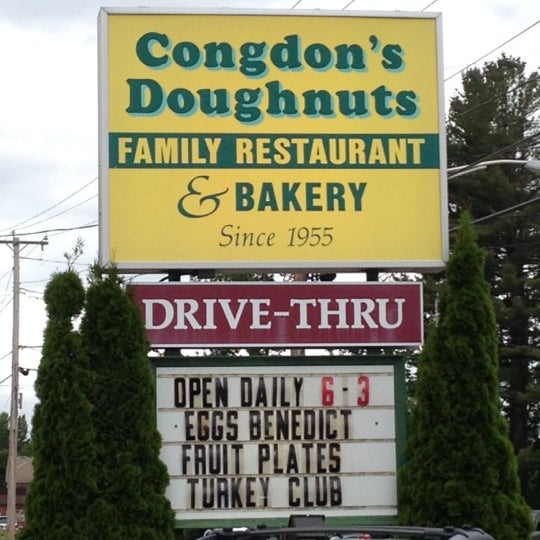 Congdon's
Doughnuts
FAMILY RESTAURANT
& BAKERY
Since 1955
DRIVE-THRU
OPEN DAILY 6-3
EGGS BENEDICT
FRUIT PLATES
TURKEY CLUB